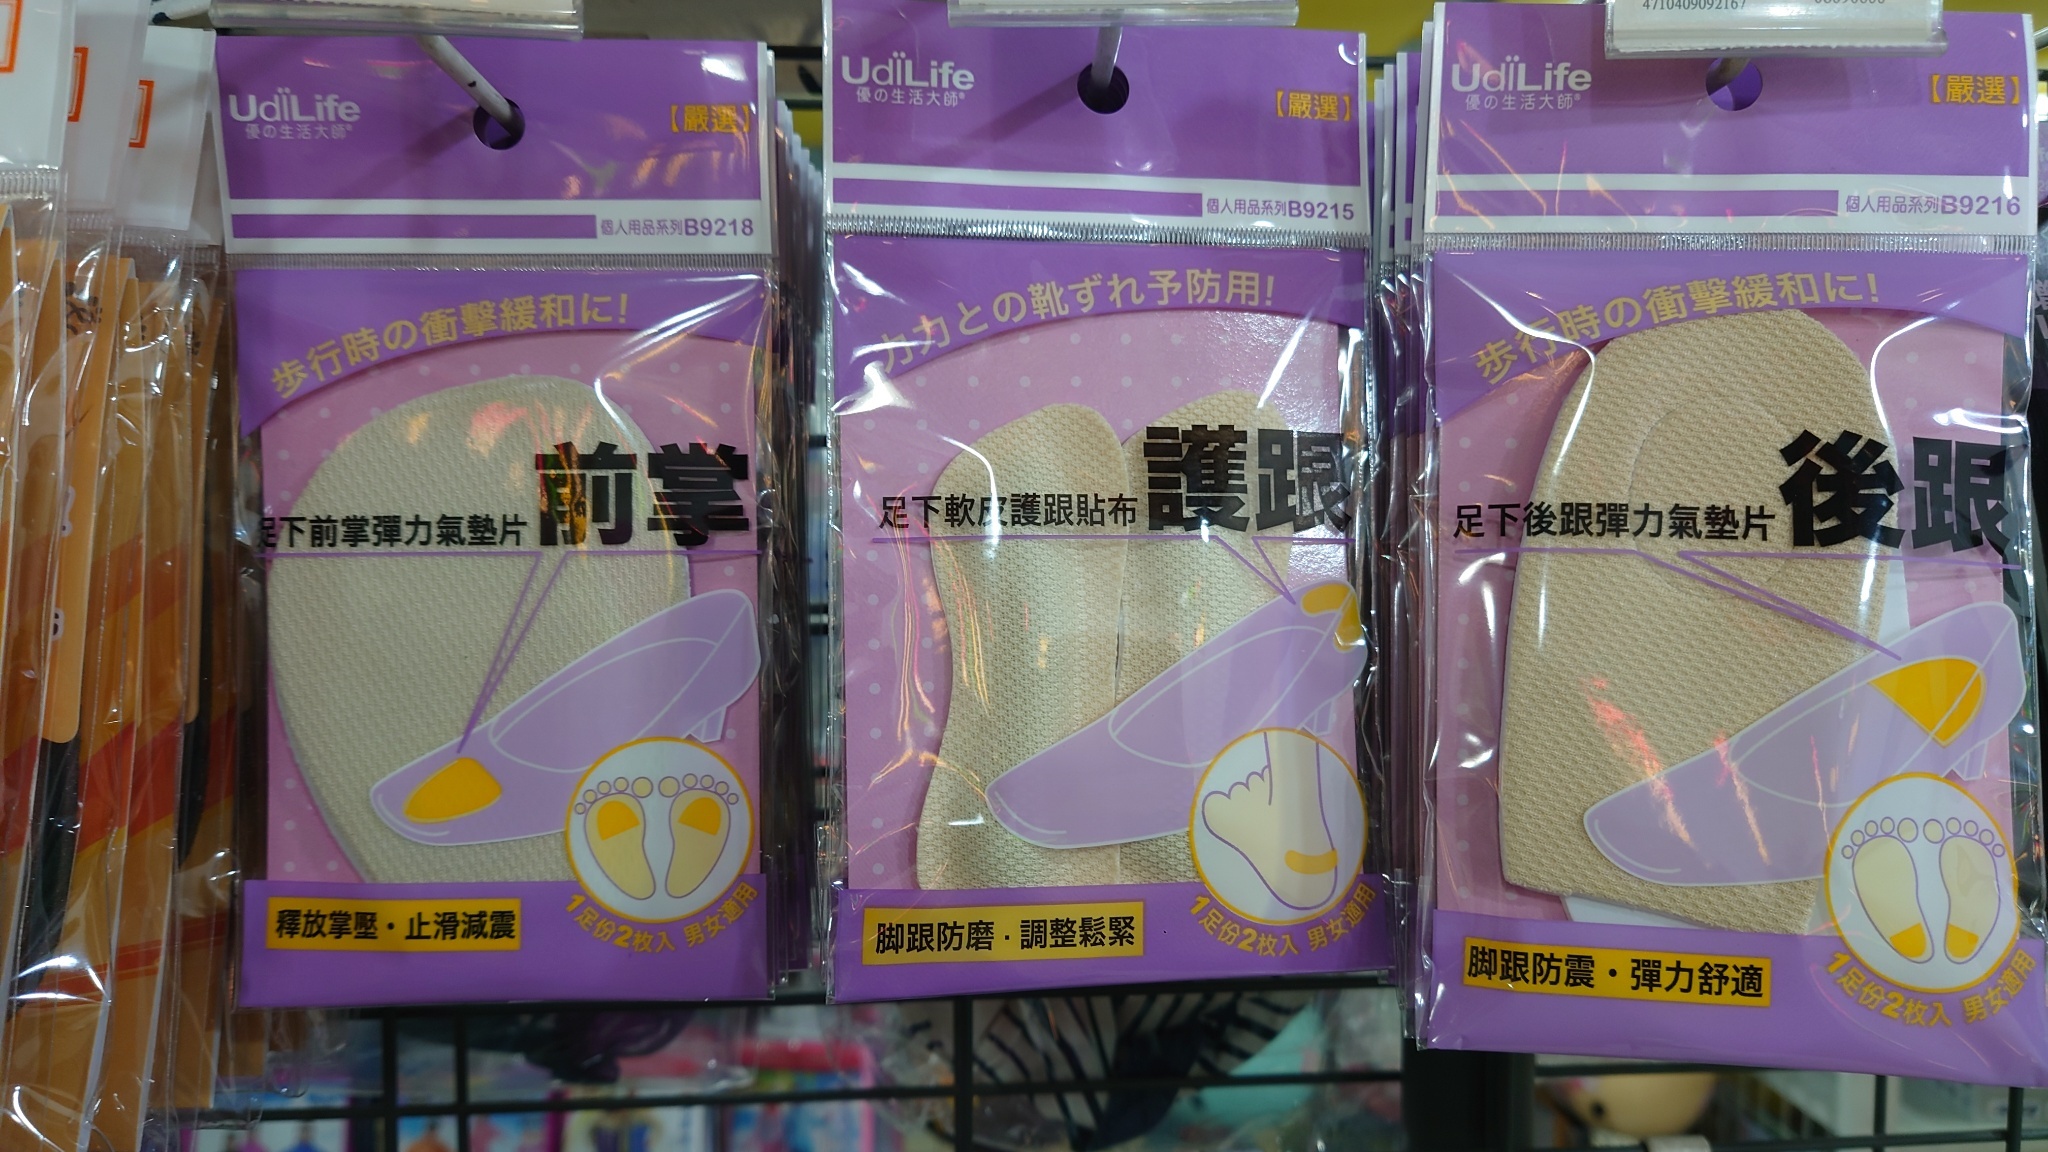 UdiLife
優の生活大師®
【嚴選】
個人用品系列B9218
歩行時の衝擊緩和に!
足下前掌彈力氣墊片
前掌
釋放掌壓・止滑減震
1足份2枚入 男女適用
UdiLife
優の生活大師®
【嚴選】
個人用品系列B9215
力力との靴ずれ予防用!
足下軟皮護跟貼布
護跟
脚跟防磨・調整鬆緊
1足份2枚入 男女適用
4710409092167
UdiLife
優の生活大師®
【嚴選】
個人用品系列B9216
歩行時の衝擊緩和に!
足下後跟彈力氣墊片
後跟
脚跟防震・彈力舒適
1足份2枚入 男女適用